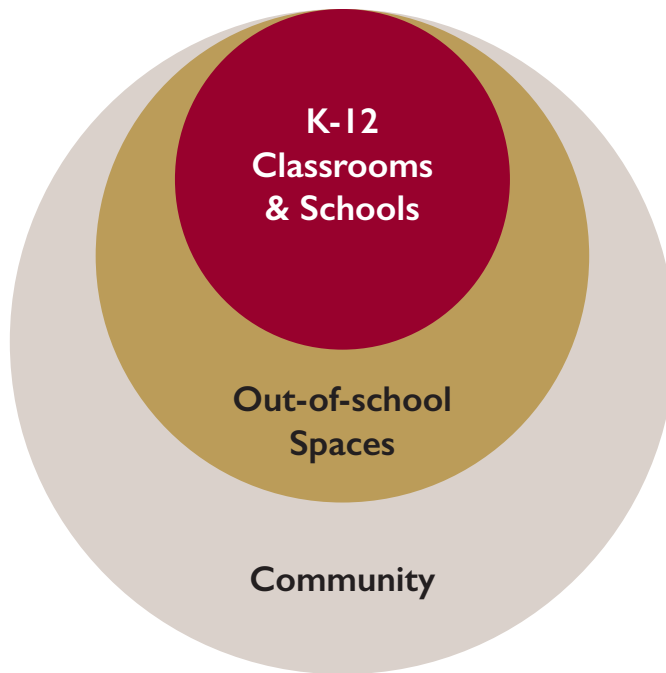 K-12
Classrooms
& Schools
Out-of-school
Spaces
Community